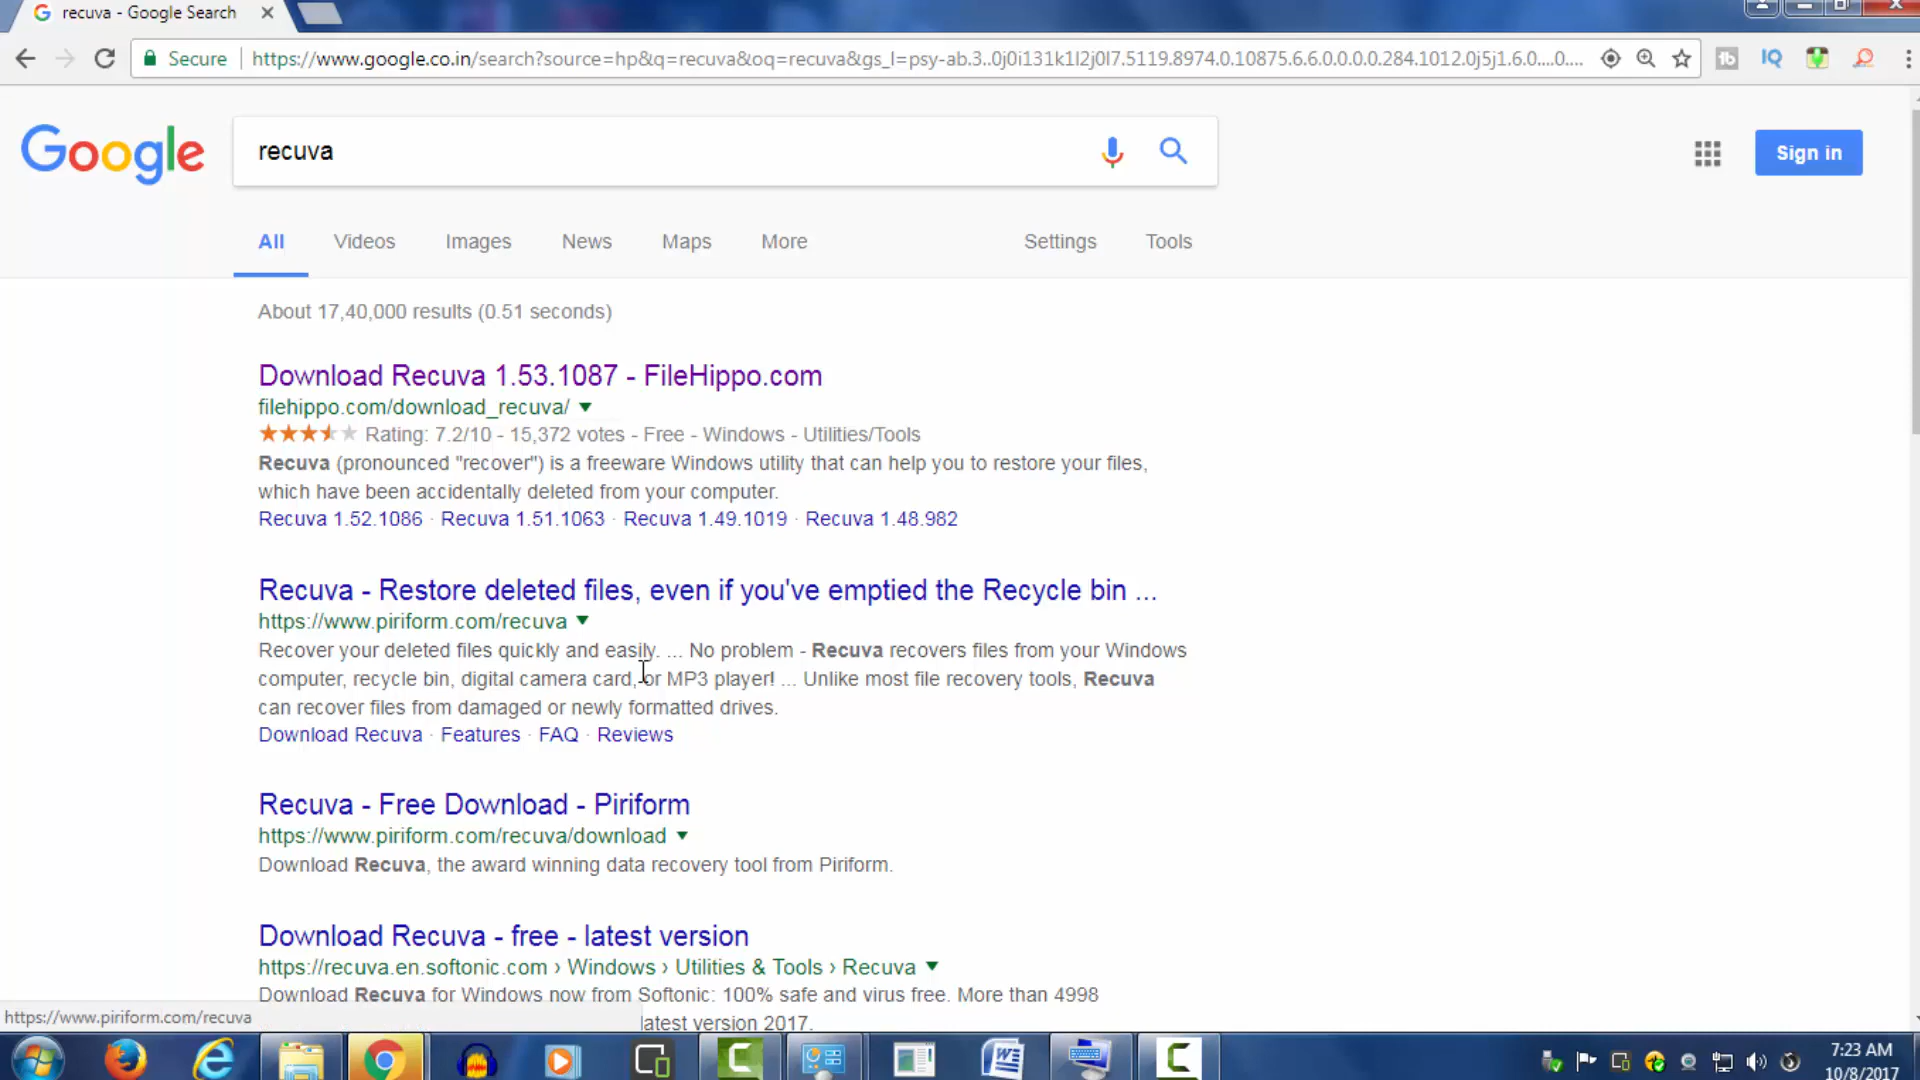 recuva - Google Search
Secure https://www.google.co.in/search?source=hp&q=recuva&oq=recuva&gs_l=psy-ab.3..0j0i131k1l2j0l7.5119.8974.0.10875.6.6.0.0.0.0.284.1012.0j5j1.6.0....0....
Google
recuva
Sign in
All Videos Images News Maps More Settings Tools
About 17,40,000 results (0.51 seconds)
Download Recuva 1.53.1087 - FileHippo.com
filehippo.com/download_recuva/
Rating: 7.2/10 - 15,372 votes - Free - Windows - Utilities/Tools
Recuva (pronounced "recover") is a freeware Windows utility that can help you to restore your files,
which have been accidentally deleted from your computer.
Recuva 1.52.1086 · Recuva 1.51.1063 · Recuva 1.49.1019 · Recuva 1.48.982
Recuva - Restore deleted files, even if you've emptied the Recycle bin ...
https://www.piriform.com/recuva
Recover your deleted files quickly and easily. ... No problem - Recuva recovers files from your Windows
computer, recycle bin, digital camera card, or MP3 player! ... Unlike most file recovery tools, Recuva
can recover files from damaged or newly formatted drives.
Download Recuva · Features · FAQ · Reviews
Recuva - Free Download - Piriform
https://www.piriform.com/recuva/download
Download Recuva, the award winning data recovery tool from Piriform.
Download Recuva - free - latest version
https://recuva.en.softonic.com › Windows › Utilities & Tools › Recuva
Download Recuva for Windows now from Softonic: 100% safe and virus free. More than 4998
latest version 2017.
https://www.piriform.com/recuva
7:23 AM
10/8/2017